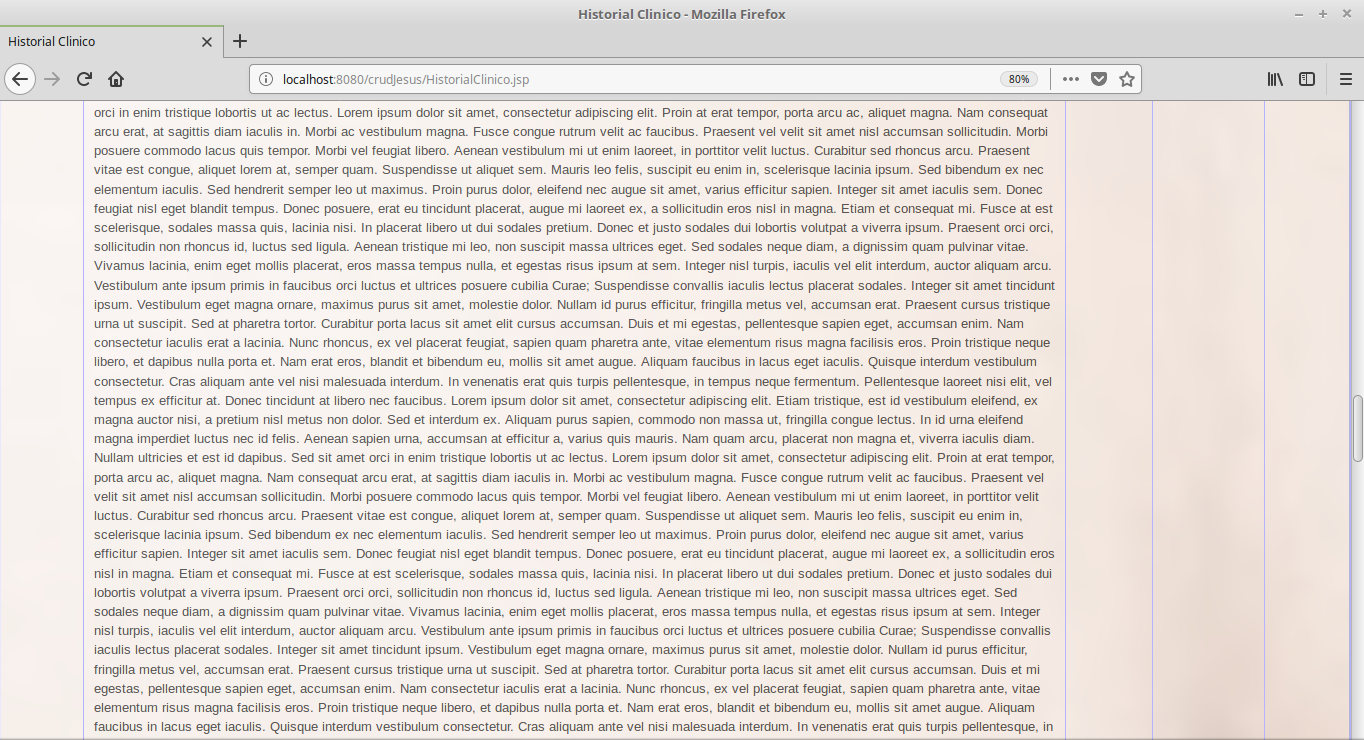 Historial Clinico - Mozilla Firefox
Historial Clinico
localhost:8080/crudJesus/HistorialClinico.jsp
80%
orci in enim tristique lobortis ut ac lectus. Lorem ipsum dolor sit amet, consectetur adipiscing elit. Proin at erat tempor, porta arcu ac, aliquet magna. Nam consequat
arcu erat, at sagittis diam iaculis in. Morbi ac vestibulum magna. Fusce congue rutrum velit ac faucibus. Praesent vel velit sit amet nisl accumsan sollicitudin. Morbi
posuere commodo lacus quis tempor. Morbi vel feugiat libero. Aenean vestibulum mi ut enim laoreet, in porttitor velit luctus. Curabitur sed rhoncus arcu. Praesent
vitae est congue, aliquet lorem at, semper quam. Suspendisse ut aliquet sem. Mauris leo felis, suscipit eu enim in, scelerisque lacinia ipsum. Sed bibendum ex nec
elementum iaculis. Sed hendrerit semper leo ut maximus. Proin purus dolor, eleifend nec augue sit amet, varius efficitur sapien. Integer sit amet iaculis sem. Donec
feugiat nisl eget blandit tempus. Donec posuere, erat eu tincidunt placerat, augue mi laoreet ex, a sollicitudin eros nisl in magna. Etiam et consequat mi. Fusce at est
scelerisque, sodales massa quis, lacinia nisi. In placerat libero ut dui sodales pretium. Donec et justo sodales dui lobortis volutpat a viverra ipsum. Praesent orci orci,
sollicitudin non rhoncus id, luctus sed ligula. Aenean tristique mi leo, non suscipit massa ultrices eget. Sed sodales neque diam, a dignissim quam pulvinar vitae.
Vivamus lacinia, enim eget mollis placerat, eros massa tempus nulla, et egestas risus ipsum at sem. Integer nisl turpis, iaculis vel elit interdum, auctor aliquam arcu.
Vestibulum ante ipsum primis in faucibus orci luctus et ultrices posuere cubilia Curae; Suspendisse convallis iaculis lectus placerat sodales. Integer sit amet tincidunt
ipsum. Vestibulum eget magna ornare, maximus purus sit amet, molestie dolor. Nullam id purus efficitur, fringilla metus vel, accumsan erat. Praesent cursus tristique
urna ut suscipit. Sed at pharetra tortor. Curabitur porta lacus sit amet elit cursus accumsan. Duis et mi egestas, pellentesque sapien eget, accumsan enim. Nam
consectetur iaculis erat a lacinia. Nunc rhoncus, ex vel placerat feugiat, sapien quam pharetra ante, vitae elementum risus magna facilisis eros. Proin tristique neque
libero, et dapibus nulla porta et. Nam erat eros, blandit et bibendum eu, mollis sit amet augue. Aliquam faucibus in lacus eget iaculis. Quisque interdum vestibulum
consectetur. Cras aliquam ante vel nisi malesuada interdum. In venenatis erat quis turpis pellentesque, in tempus neque fermentum. Pellentesque laoreet nisi elit, vel
tempus ex efficitur at. Donec tincidunt at libero nec faucibus. Lorem ipsum dolor sit amet, consectetur adipiscing elit. Etiam tristique, est id vestibulum eleifend, ex
magna auctor nisi, a pretium nisl metus non dolor. Sed et interdum ex. Aliquam purus sapien, commodo non massa ut, fringilla congue lectus. In id urna eleifend
magna imperdiet luctus nec id felis. Aenean sapien urna, accumsan at efficitur a, varius quis mauris. Nam quam arcu, placerat non magna et, viverra iaculis diam.
Nullam ultricies et est id dapibus. Sed sit amet orci in enim tristique lobortis ut ac lectus. Lorem ipsum dolor sit amet, consectetur adipiscing elit. Proin at erat tempor,
porta arcu ac, aliquet magna. Nam consequat arcu erat, at sagittis diam iaculis in. Morbi ac vestibulum magna. Fusce congue rutrum velit ac faucibus. Praesent vel
velit sit amet nisl accumsan sollicitudin. Morbi posuere commodo lacus quis tempor. Morbi vel feugiat libero. Aenean vestibulum mi ut enim laoreet, in porttitor velit
luctus. Curabitur sed rhoncus arcu. Praesent vitae est congue, aliquet lorem at, semper quam. Suspendisse ut aliquet sem. Mauris leo felis, suscipit eu enim in,
scelerisque lacinia ipsum. Sed bibendum ex nec elementum iaculis. Sed hendrerit semper leo ut maximus. Proin purus dolor, eleifend nec augue sit amet, varius
efficitur sapien. Integer sit amet iaculis sem. Donec feugiat nisl eget blandit tempus. Donec posuere, erat eu tincidunt placerat, augue mi laoreet ex, a sollicitudin eros
nisl in magna. Etiam et consequat mi. Fusce at est scelerisque, sodales massa quis, lacinia nisi. In placerat libero ut dui sodales pretium. Donec et justo sodales dui
lobortis volutpat a viverra ipsum. Praesent orci orci, sollicitudin non rhoncus id, luctus sed ligula. Aenean tristique mi leo, non suscipit massa ultrices eget. Sed
sodales neque diam, a dignissim quam pulvinar vitae. Vivamus lacinia, enim eget mollis placerat, eros massa tempus nulla, et egestas risus ipsum at sem. Integer
nisl turpis, iaculis vel elit interdum, auctor aliquam arcu. Vestibulum ante ipsum primis in faucibus orci luctus et ultrices posuere cubilia Curae; Suspendisse convallis
iaculis lectus placerat sodales. Integer sit amet tincidunt ipsum. Vestibulum eget magna ornare, maximus purus sit amet, molestie dolor. Nullam id purus efficitur,
fringilla metus vel, accumsan erat. Praesent cursus tristique urna ut suscipit. Sed at pharetra tortor. Curabitur porta lacus sit amet elit cursus accumsan. Duis et mi
egestas, pellentesque sapien eget, accumsan enim. Nam consectetur iaculis erat a lacinia. Nunc rhoncus, ex vel placerat feugiat, sapien quam pharetra ante, vitae
elementum risus magna facilisis eros. Proin tristique neque libero, et dapibus nulla porta et. Nam erat eros, blandit et bibendum eu, mollis sit amet augue. Aliquam
faucibus in lacus eget iaculis. Quisque interdum vestibulum consectetur. Cras aliquam ante vel nisi malesuada interdum. In venenatis erat quis turpis pellentesque, in